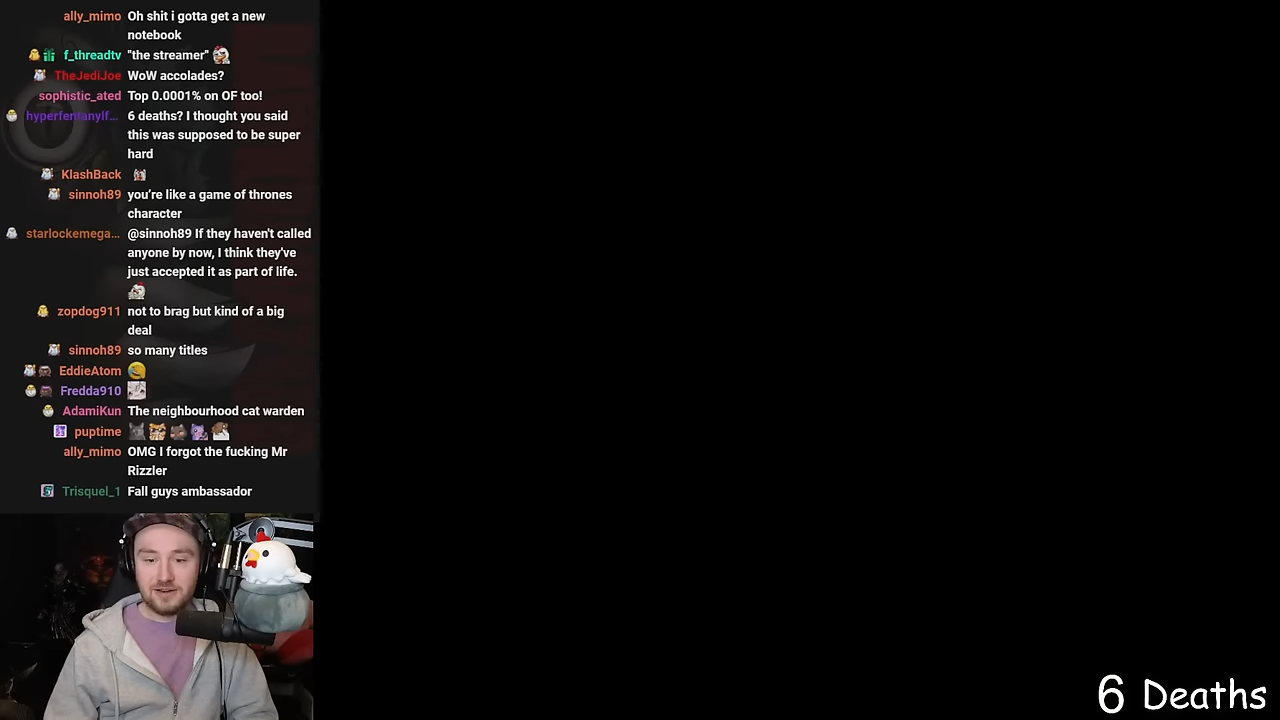 ally_mimo Oh shit i gotta get a new
notebook
f_threadtv "the streamer"
TheJediJoe WoW accolades?
sophistic_ated Top 0.0001% on OF too!
hyperfentanylf... 6 deaths? I thought you said
this was supposed to be super
hard
KlashBack
sinnoh89 you're like a game of thrones
character
starlockemega... @sinnoh89 If they haven't called
anyone by now, I think they've
just accepted it as part of life.
zopdog911 not to brag but kind of a big
deal
sinnoh89 so many titles
EddieAtom
Fredda910
AdamiKun The neighbourhood cat warden
puptime
ally_mimo OMG I forgot the fucking Mr
Rizzler
Trisquel_1 Fall guys ambassador
6 Deaths